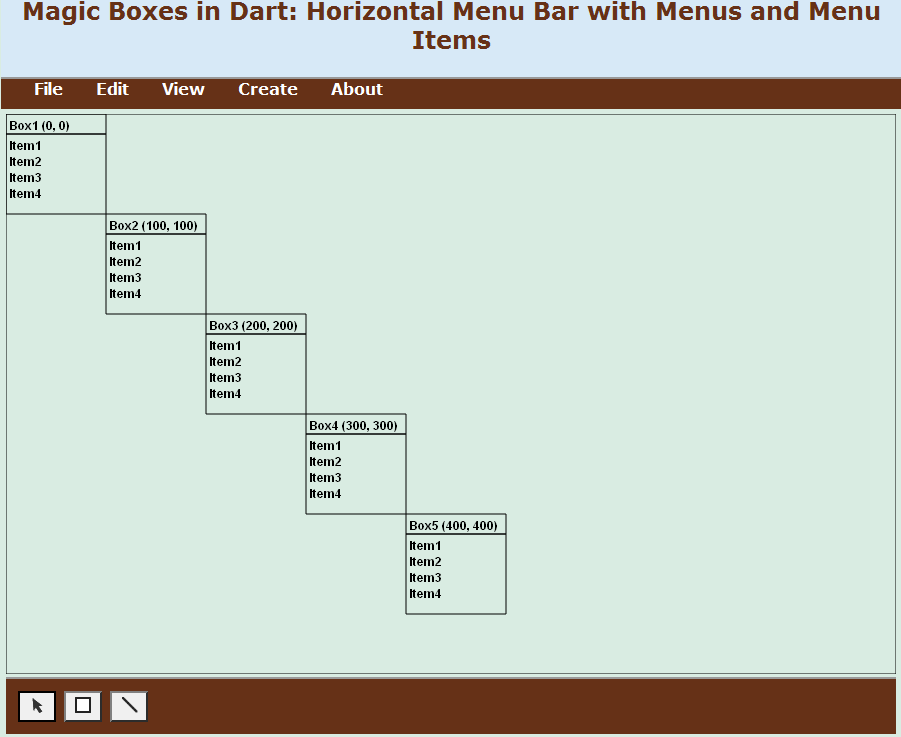 Magic Boxes in Dart: Horizontal Menu Bar with Menus and Menu
Items
File Edit View Create About
Box1 (0, 0)
Item1
Item2
Item3
Item4
Box2 (100, 100)
Item1
Item2
Item3
Item4
Box3 (200, 200)
Item1
Item2
Item3
Item4
Box4 (300, 300)
Item1
Item2
Item3
Item4
Box5 (400, 400)
Item1
Item2
Item3
Item4